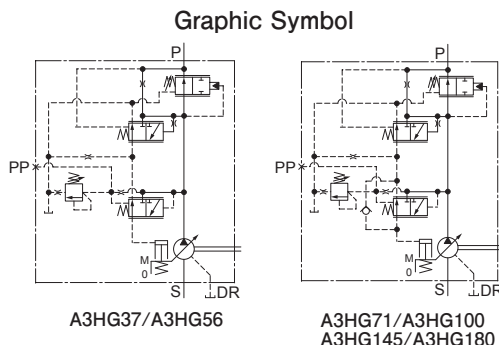 Graphic Symbol
P
P
PP
PP
M
0
M
0
S
DR
S
DR
A3HG37/A3HG56
A3HG71/A3HG100
A3HG145/A3HG180